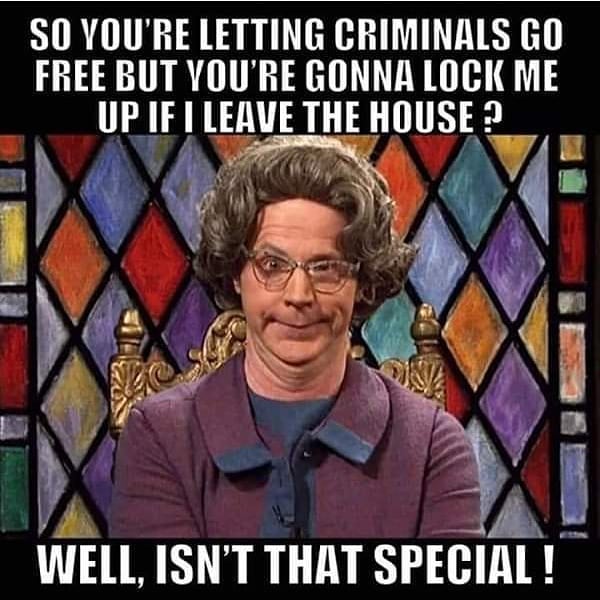 SO YOU'RE LETTING CRIMINALS GO
FREE BUT YOU'RE GONNA LOCK ME
UP IF I LEAVE THE HOUSE ?
WELL, ISN'T THAT SPECIAL !